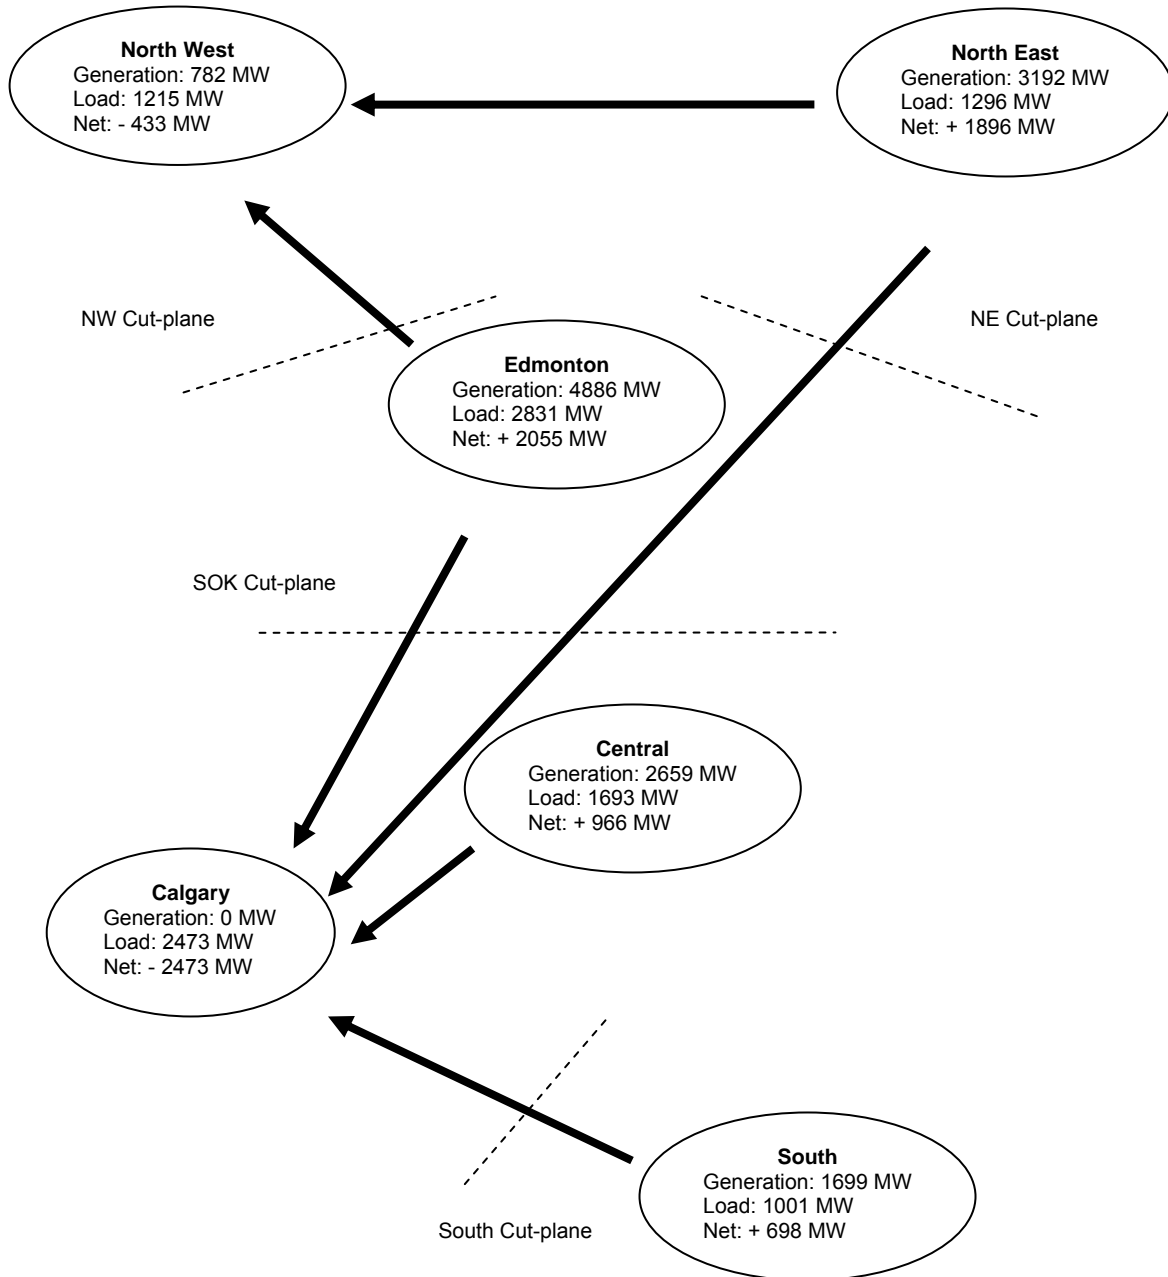 North West
Generation: 782 MW
Load: 1215 MW
Net: - 433 MW
North East
Generation: 3192 MW
Load: 1296 MW
Net: + 1896 MW
NW Cut-plane
NE Cut-plane
Edmonton
Generation: 4886 MW
Load: 2831 MW
Net: + 2055 MW
SOK Cut-plane
Central
Generation: 2659 MW
Load: 1693 MW
Net: + 966 MW
Calgary
Generation: 0 MW
Load: 2473 MW
Net: - 2473 MW
South
Generation: 1699 MW
Load: 1001 MW
Net: + 698 MW
South Cut-plane